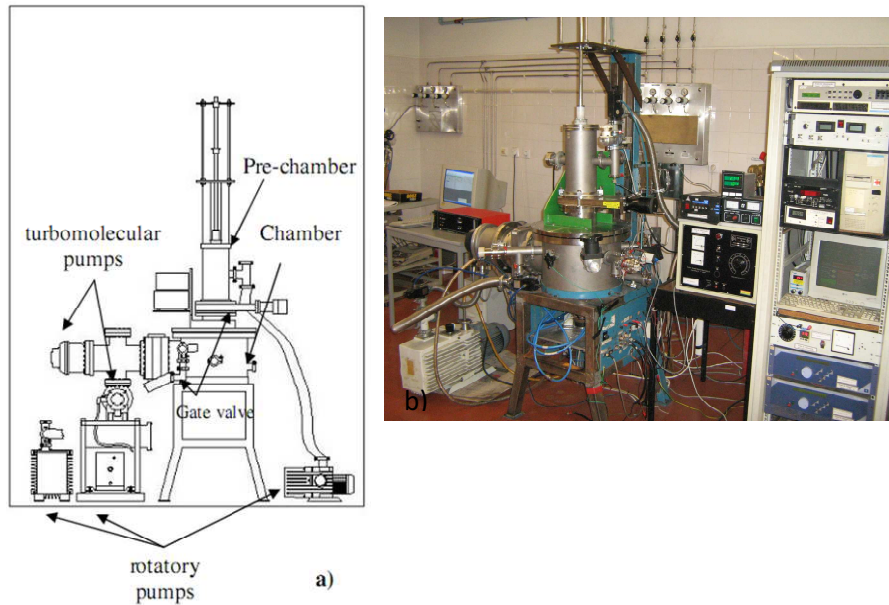 Pre-chamber
turbomolecular
pumps
Chamber
Gate valve
rotatory
pumps
a)
b)